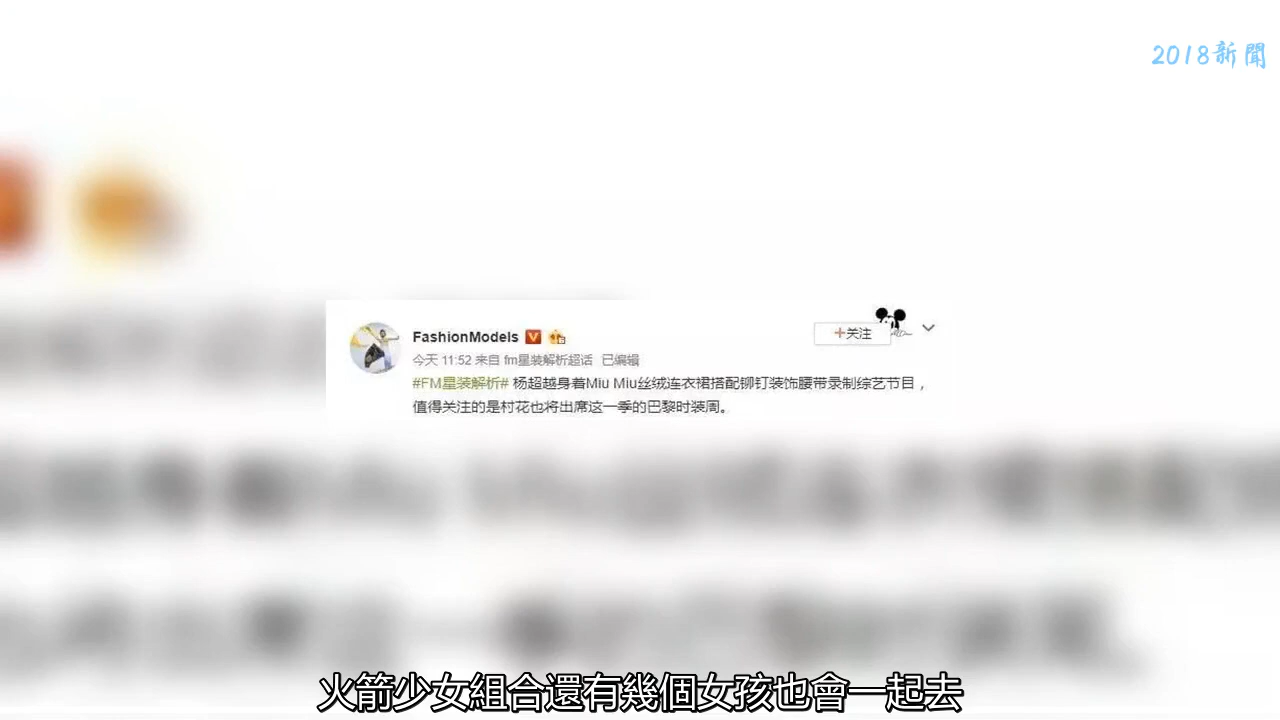 2018新聞
FashionModels
+关注
今天 11:52 来自 fm星装解析超话 已编辑
#FM星装解析# 杨超越身着Miu Miu丝绒连衣裙搭配铆钉装饰腰带录制综艺节目，
值得关注的是村花也将出席这一季的巴黎时装周。
火箭少女組合還有幾個女孩也會一起去